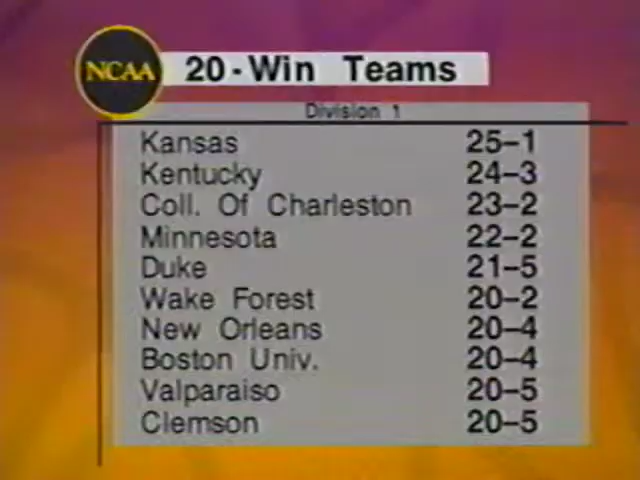 NCAA
20-Win Teams
Division 1
Kansas 25-1
Kentucky 24-3
Coll. Of Charleston 23-2
Minnesota 22-2
Duke 21-5
Wake Forest 20-2
New Orleans 20-4
Boston Univ. 20-4
Valparaiso 20-5
Clemson 20-5